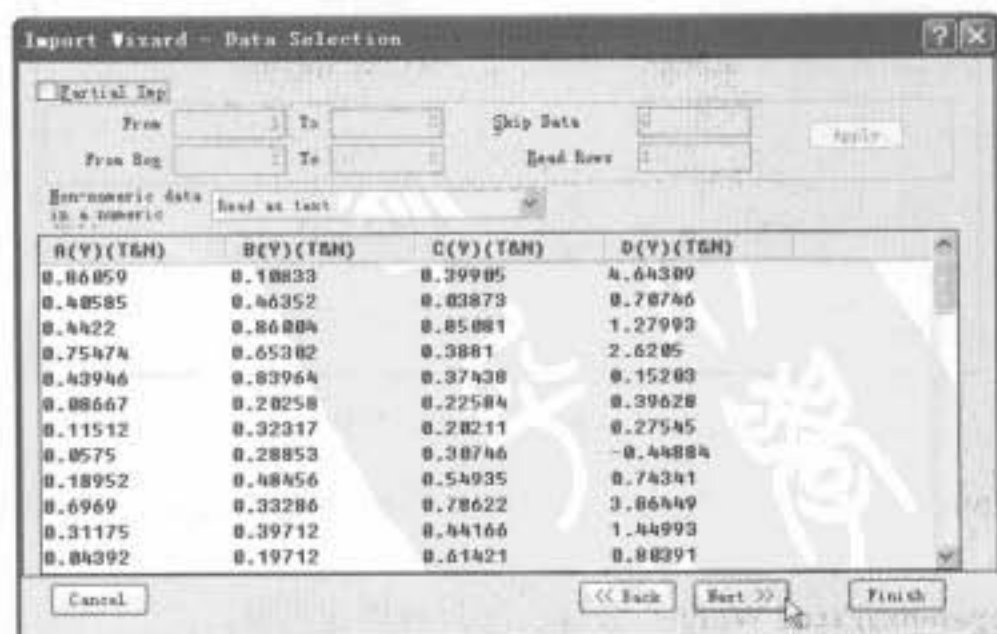 Import Wizard - Data Selection
Partial Imp
From To Skip Data
Apply
From Beg To Read Rows
Non-numeric data
in a numeric
Read as text
A(Y)(T&N) B(Y)(T&N) C(Y)(T&N) D(Y)(T&N)
0.86059 0.10833 0.39905 4.64309
0.40585 0.46352 0.03873 0.70746
0.4422 0.86004 0.05081 1.27993
0.75474 0.65302 0.3881 2.6205
0.43946 0.83964 0.37438 0.15203
0.08667 0.20258 0.22584 0.39628
0.11512 0.32317 0.20211 0.27545
0.0575 0.28853 0.30746 -0.44884
0.18952 0.48456 0.54935 0.74341
0.6969 0.33286 0.78622 3.86449
0.31175 0.39712 0.44166 1.44993
0.04392 0.19712 0.61421 0.80391
Cancel << Back Next >> Finish